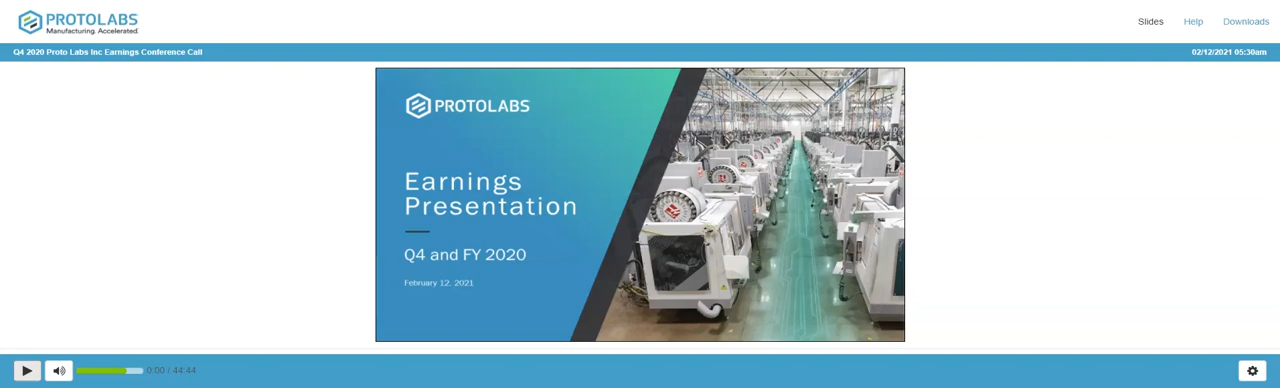 PROTOLABS
Manufacturing. Accelerated.
Slides
Help
Downloads
Q4 2020 Proto Labs Inc Earnings Conference Call
02/12/2021 05:30am
PROTOLABS
Earnings
Presentation
Q4 and FY 2020
February 12, 2021
0:00 / 44:44